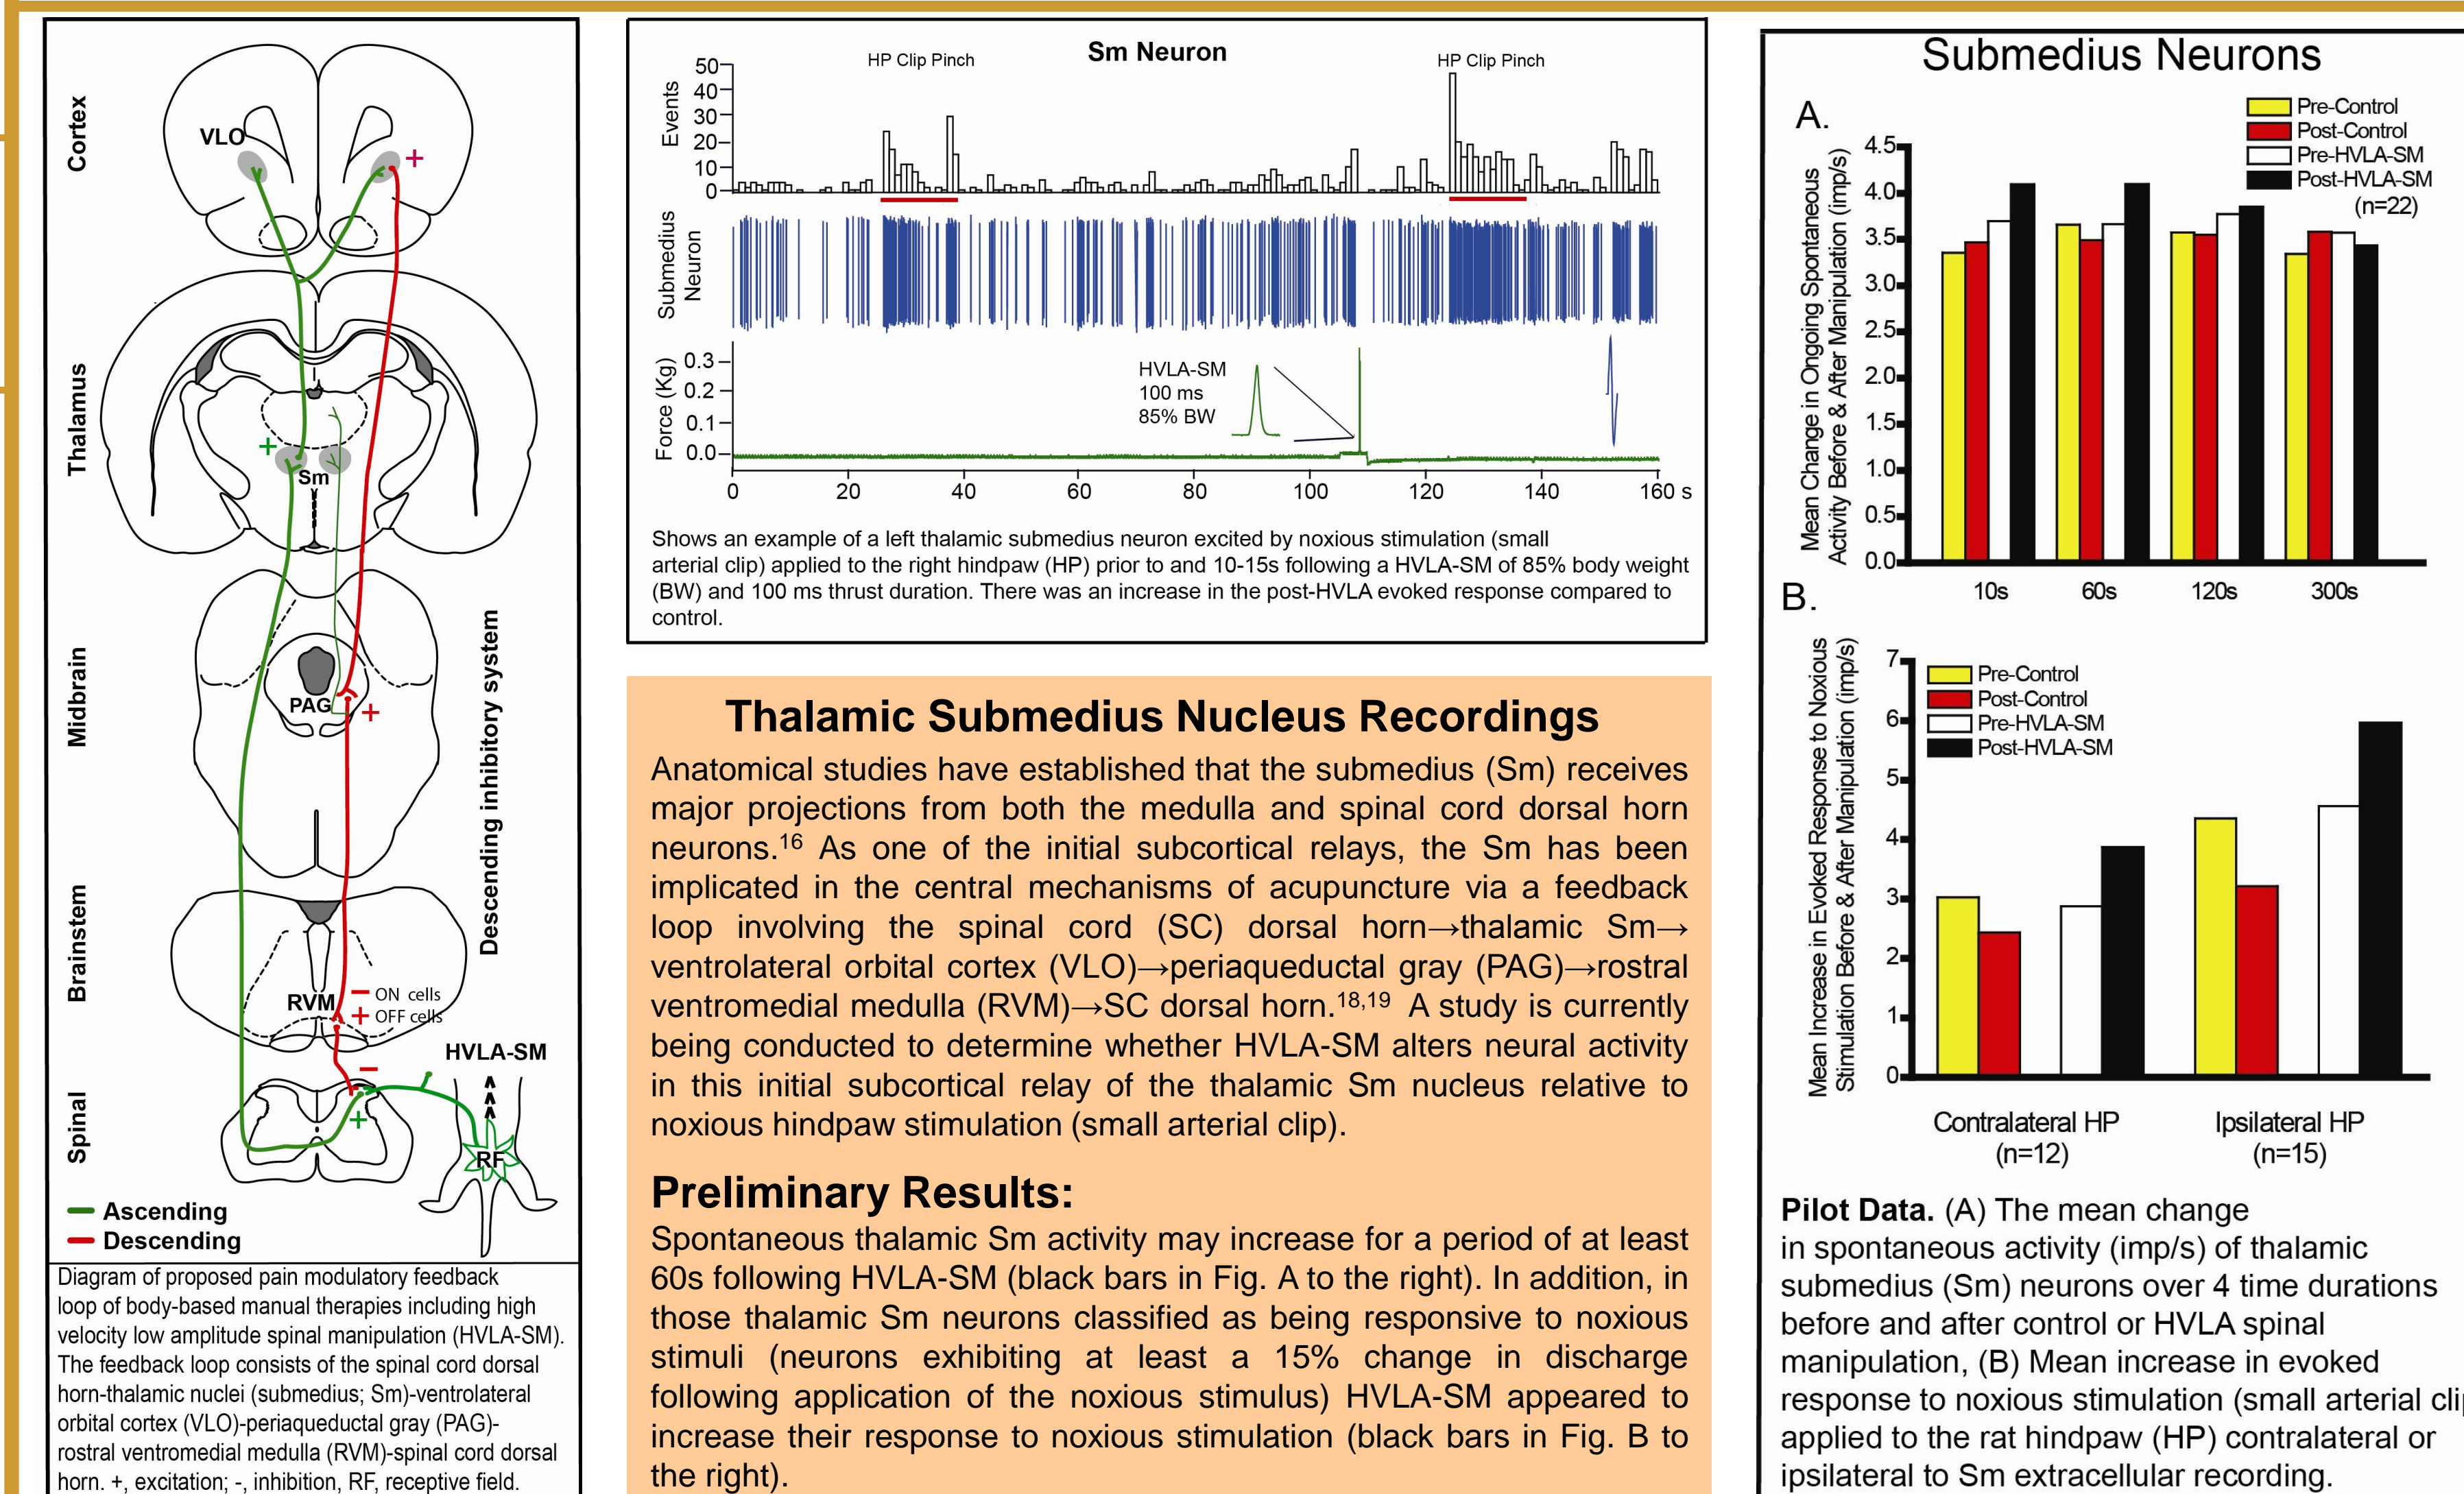 Cortex
VLO
+
Thalamus
+
Sm
Midbrain
PAG
+
Descending inhibitory system
Brainstem
RVM
− ON cells
+ OFF cells
HVLA-SM
−
+
Spinal
RF
Ascending
Descending
Diagram of proposed pain modulatory feedback
loop of body-based manual therapies including high
velocity low amplitude spinal manipulation (HVLA-SM).
The feedback loop consists of the spinal cord dorsal
horn-thalamic nuclei (submedius; Sm)-ventrolateral
orbital cortex (VLO)-periaqueductal gray (PAG)-
rostral ventromedial medulla (RVM)-spinal cord dorsal
horn. +, excitation; -, inhibition, RF, receptive field.
Sm Neuron
HP Clip Pinch
HP Clip Pinch
Events
50
40
30
20
10
0
Submedius
Neuron
Force (Kg)
0.3
0.2
0.1
0.0
HVLA-SM
100 ms
85% BW
0 20 40 60 80 100 120 140 160 s
Shows an example of a left thalamic submedius neuron excited by noxious stimulation (small
arterial clip) applied to the right hindpaw (HP) prior to and 10-15s following a HVLA-SM of 85% body weight
(BW) and 100 ms thrust duration. There was an increase in the post-HVLA evoked response compared to
control.
Thalamic Submedius Nucleus Recordings
Anatomical studies have established that the submedius (Sm) receives
major projections from both the medulla and spinal cord dorsal horn
neurons.16 As one of the initial subcortical relays, the Sm has been
implicated in the central mechanisms of acupuncture via a feedback
loop involving the spinal cord (SC) dorsal horn→thalamic Sm→
ventrolateral orbital cortex (VLO)→periaqueductal gray (PAG)→rostral
ventromedial medulla (RVM)→SC dorsal horn.18,19 A study is currently
being conducted to determine whether HVLA-SM alters neural activity
in this initial subcortical relay of the thalamic Sm nucleus relative to
noxious hindpaw stimulation (small arterial clip).
Preliminary Results:
Spontaneous thalamic Sm activity may increase for a period of at least
60s following HVLA-SM (black bars in Fig. A to the right). In addition, in
those thalamic Sm neurons classified as being responsive to noxious
stimuli (neurons exhibiting at least a 15% change in discharge
following application of the noxious stimulus) HVLA-SM appeared to
increase their response to noxious stimulation (black bars in Fig. B to
the right).
Submedius Neurons
A.
Pre-Control
Post-Control
Pre-HVLA-SM
Post-HVLA-SM
(n=22)
Mean Change in Ongoing Spontaneous
Activity Before & After Manipulation (imp/s)
4.5
4.0
3.5
3.0
2.5
2.0
1.5
1.0
0.5
0.0
10s 60s 120s 300s
B.
Pre-Control
Post-Control
Pre-HVLA-SM
Post-HVLA-SM
Mean Increase in Evoked Response to Noxious
Stimulation Before & After Manipulation (imp/s)
7
6
5
4
3
2
1
0
Contralateral HP Ipsilateral HP
(n=12) (n=15)
Pilot Data. (A) The mean change
in spontaneous activity (imp/s) of thalamic
submedius (Sm) neurons over 4 time durations
before and after control or HVLA spinal
manipulation, (B) Mean increase in evoked
response to noxious stimulation (small arterial cli
applied to the rat hindpaw (HP) contralateral or
ipsilateral to Sm extracellular recording.